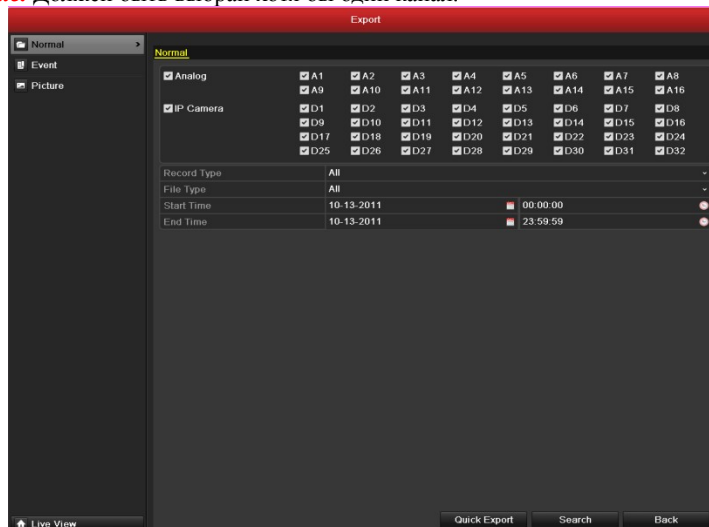 Должен быть выбран хотя бы один канал.
Export
Normal
Event
Picture
Normal
Analog A1 A2 A3 A4 A5 A6 A7 A8
A9 A10 A11 A12 A13 A14 A15 A16
IP Camera D1 D2 D3 D4 D5 D6 D7 D8
D9 D10 D11 D12 D13 D14 D15 D16
D17 D18 D19 D20 D21 D22 D23 D24
D25 D26 D27 D28 D29 D30 D31 D32
Record Type All
File Type All
Start Time 10-13-2011 00:00:00
End Time 10-13-2011 23:59:59
Live View
Quick Export Search Back